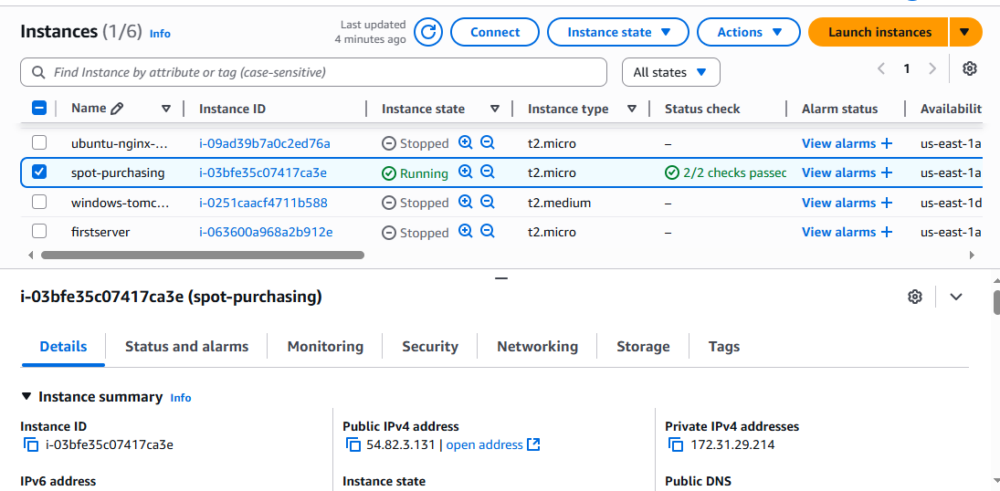 Instances (1/6) Info
Last updated
4 minutes ago
Connect
Instance state
Actions
Launch instances
Find Instance by attribute or tag (case-sensitive)
All states
1
Name Instance ID Instance state Instance type Status check Alarm status Availabilit
ubuntu-nginx-... i-09ad39b7a0c2ed76a Stopped t2.micro – View alarms + us-east-1a
spot-purchasing i-03bfe35c07417ca3e Running t2.micro 2/2 checks passec View alarms + us-east-1a
windows-tomc... i-0251caacf4711b588 Stopped t2.medium – View alarms + us-east-1d
firstserver i-063600a968a2b912e Stopped t2.micro – View alarms + us-east-1a
i-03bfe35c07417ca3e (spot-purchasing)
Details Status and alarms Monitoring Security Networking Storage Tags
Instance summary Info
Instance ID Public IPv4 address Private IPv4 addresses
i-03bfe35c07417ca3e 54.82.3.131 | open address 172.31.29.214
IPv6 address Instance state Public DNS